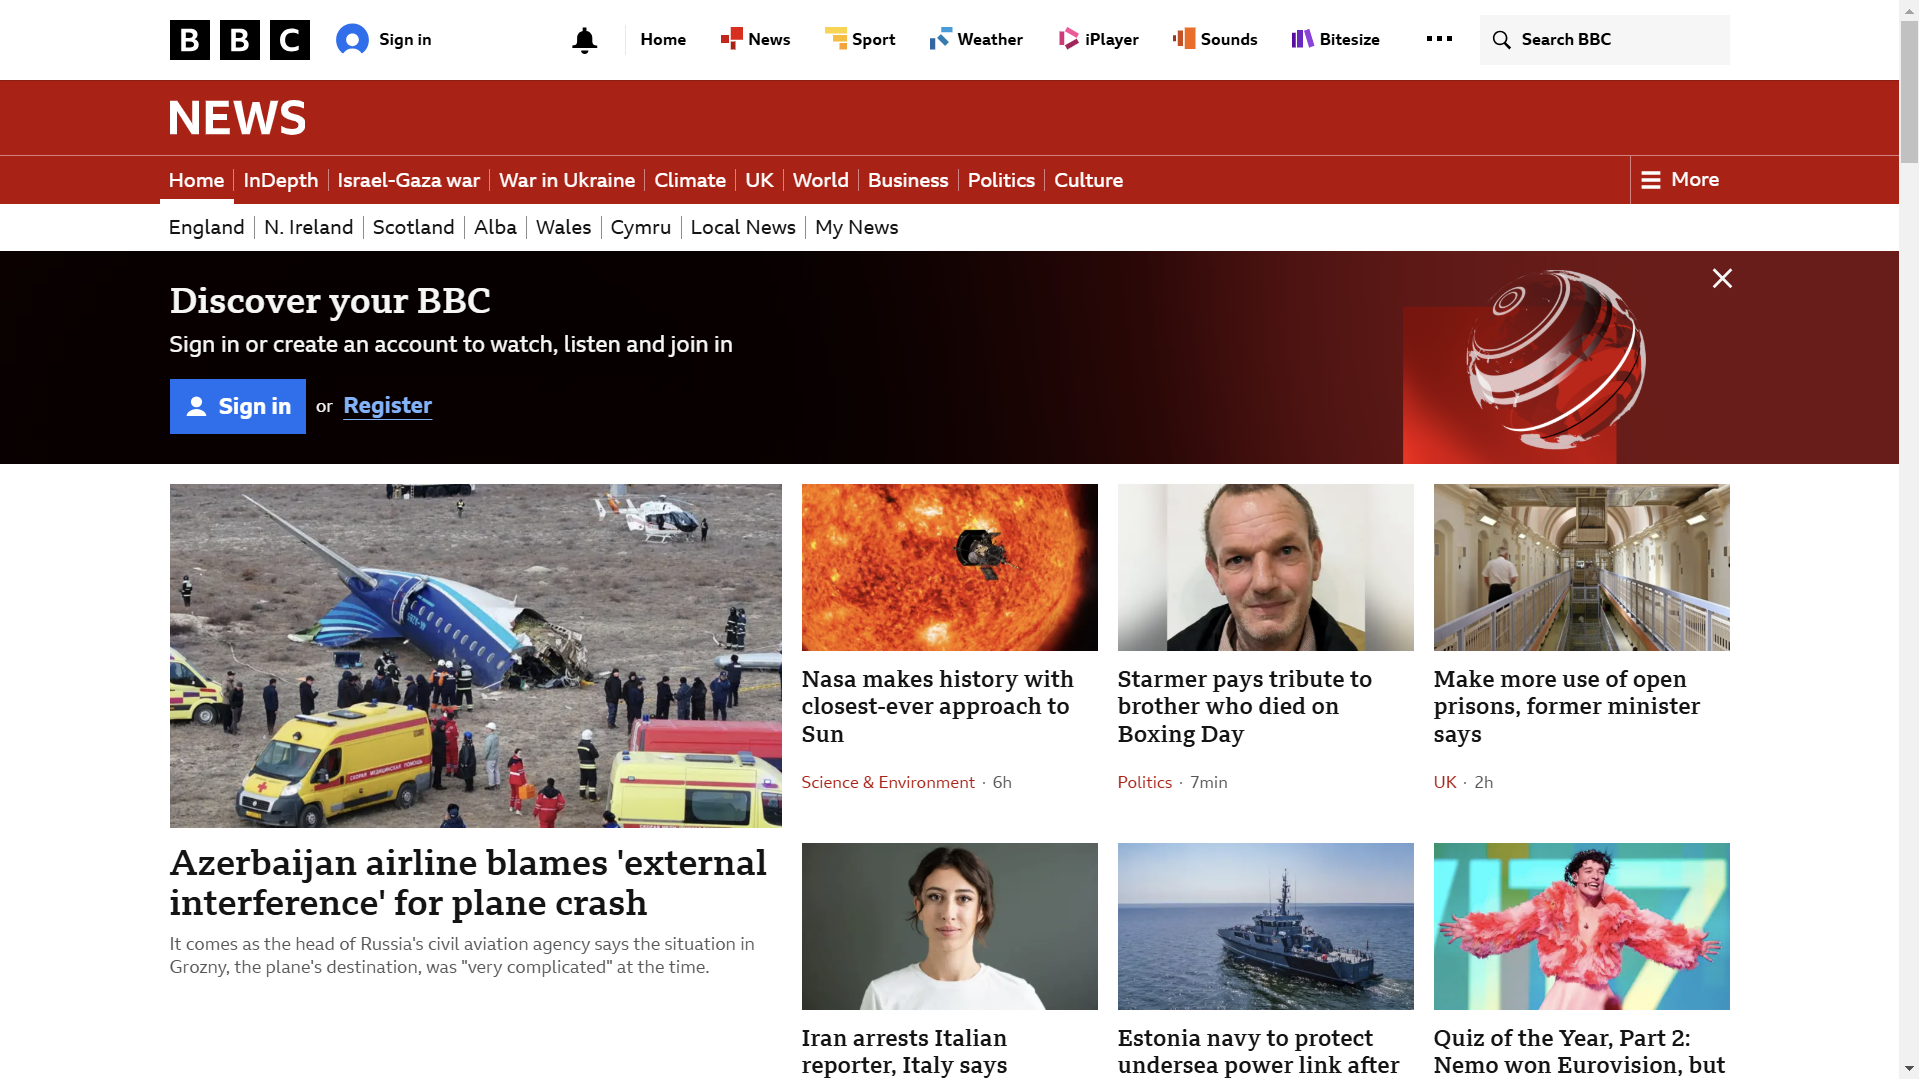 BBC
Sign in
Home
News
Sport
Weather
iPlayer
Sounds
Bitesize
Search BBC
NEWS
Home
InDepth
Israel-Gaza war
War in Ukraine
Climate
UK
World
Business
Politics
Culture
More
England
N. Ireland
Scotland
Alba
Wales
Cymru
Local News
My News
Discover your BBC
Sign in or create an account to watch, listen and join in
Sign in or Register
Azerbaijan airline blames 'external
interference' for plane crash
It comes as the head of Russia's civil aviation agency says the situation in
Grozny, the plane's destination, was "very complicated" at the time.
Nasa makes history with
closest-ever approach to
Sun
Science & Environment · 6h
Starmer pays tribute to
brother who died on
Boxing Day
Politics · 7min
Make more use of open
prisons, former minister
says
UK · 2h
Iran arrests Italian
reporter, Italy says
Estonia navy to protect
undersea power link after
Quiz of the Year, Part 2:
Nemo won Eurovision, but